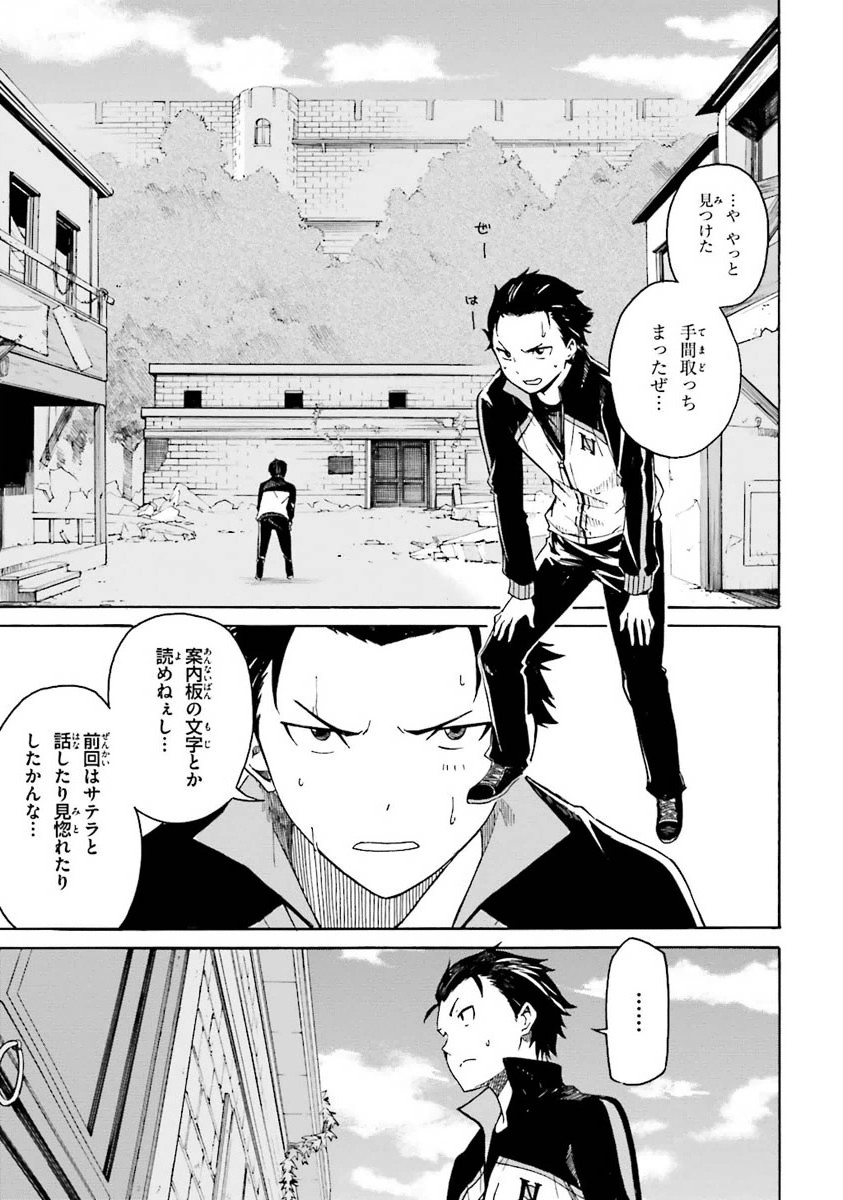 …や やっと
見つけた
手間取っち
まったぜ…
ぜー
はー
N
案内板の文字とか
読めねぇし…
前回はサテラと
話したり見惚れたり
したかんな…
……
N